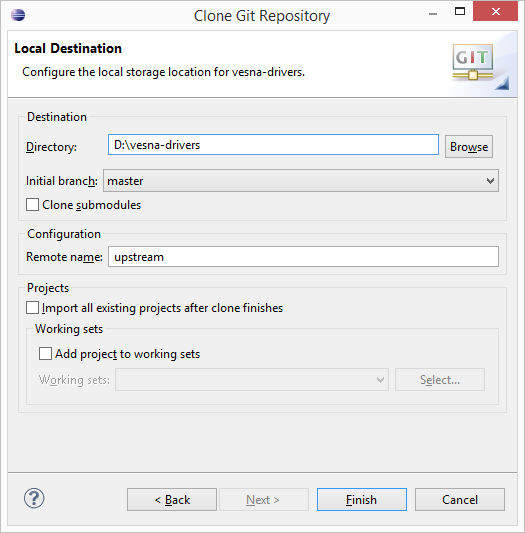 Clone Git Repository
Local Destination
Configure the local storage location for vesna-drivers.
GIT
Destination
Directory: D:\vesna-drivers Browse
Initial branch: master
Clone submodules
Configuration
Remote name: upstream
Projects
Import all existing projects after clone finishes
Working sets
Add project to working sets
Working sets: Select...
? < Back Next > Finish Cancel